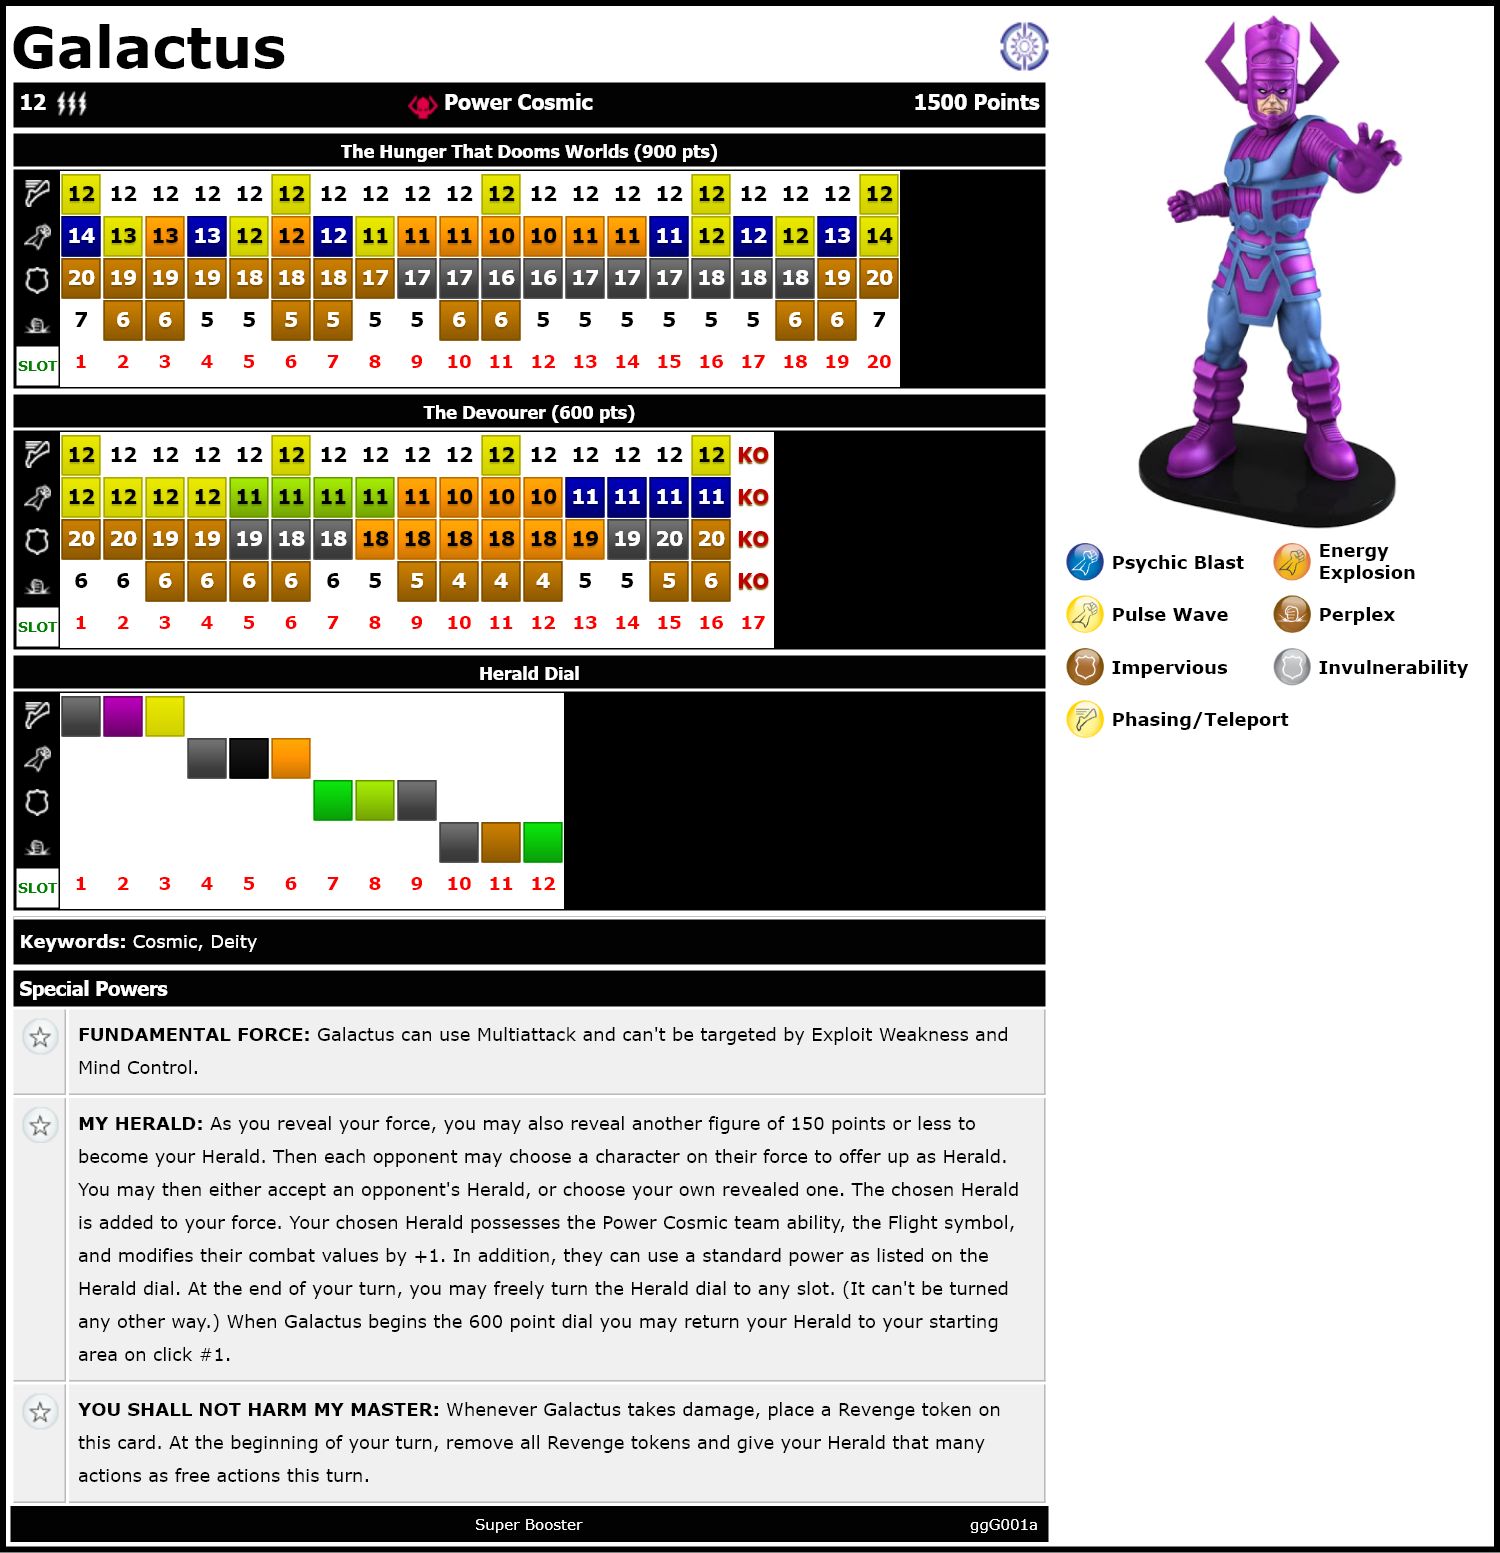 Galactus
12 Power Cosmic 1500 Points
The Hunger That Dooms Worlds (900 pts)
12 12 12 12 12 12 12 12 12 12 12 12 12 12 12 12 12 12 12 12
14 13 13 13 12 12 12 11 11 11 10 10 11 11 11 12 12 12 13 14
20 19 19 19 18 18 18 17 17 17 16 16 17 17 17 18 18 18 19 20
7 6 6 5 5 5 5 5 5 6 6 5 5 5 5 5 5 6 6 7
SLOT 1 2 3 4 5 6 7 8 9 10 11 12 13 14 15 16 17 18 19 20
The Devourer (600 pts)
12 12 12 12 12 12 12 12 12 12 12 12 12 12 12 12 KO
12 12 12 12 11 11 11 11 11 10 10 10 11 11 11 11 KO
20 20 19 19 19 18 18 18 18 18 18 18 19 19 20 20 KO
6 6 6 6 6 6 6 5 5 4 4 4 5 5 5 6 KO
SLOT 1 2 3 4 5 6 7 8 9 10 11 12 13 14 15 16 17
Herald Dial
SLOT 1 2 3 4 5 6 7 8 9 10 11 12
Keywords: Cosmic, Deity
Special Powers
FUNDAMENTAL FORCE: Galactus can use Multiattack and can't be targeted by Exploit Weakness and
Mind Control.
MY HERALD: As you reveal your force, you may also reveal another figure of 150 points or less to
become your Herald. Then each opponent may choose a character on their force to offer up as Herald.
You may then either accept an opponent's Herald, or choose your own revealed one. The chosen Herald
is added to your force. Your chosen Herald possesses the Power Cosmic team ability, the Flight symbol,
and modifies their combat values by +1. In addition, they can use a standard power as listed on the
Herald dial. At the end of your turn, you may freely turn the Herald dial to any slot. (It can't be turned
any other way.) When Galactus begins the 600 point dial you may return your Herald to your starting
area on click #1.
YOU SHALL NOT HARM MY MASTER: Whenever Galactus takes damage, place a Revenge token on
this card. At the beginning of your turn, remove all Revenge tokens and give your Herald that many
actions as free actions this turn.
Super Booster ggG001a
Psychic Blast
Energy
Explosion
Pulse Wave
Perplex
Impervious
Invulnerability
Phasing/Teleport